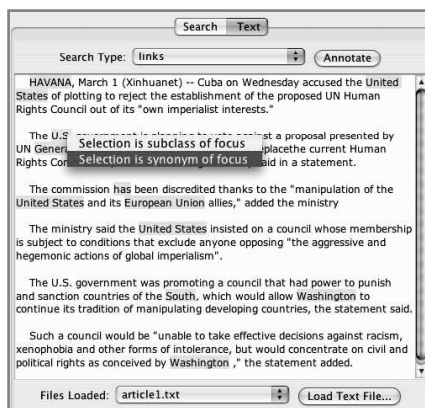 Search Text
Search Type: links Annotate
HAVANA, March 1 (Xinhuanet) -- Cuba on Wednesday accused the United
States of plotting to reject the establishment of the proposed UN Human
Rights Council out of its "own imperialist interests."
The U.S. government is planning to vote against a proposal presented by
UN Gener
Selection is subclass of focus
eplacethe current Human
Rights Co
Selection is synonym of focus
aid in a statement.
The commission has been discredited thanks to the "manipulation of the
United States and its European Union allies," added the ministry
The ministry said the United States insisted on a council whose membership
is subject to conditions that exclude anyone opposing "the aggressive and
hegemonic actions of global imperialism".
The U.S. government was promoting a council that had power to punish
and sanction countries of the South, which would allow Washington to
continue its tradition of manipulating developing countries, the statement said.
Such a council would be "unable to take effective decisions against racism,
xenophobia and other forms of intolerance, but would concentrate on civil and
political rights as conceived by Washington ," the statement added.
Files Loaded: article1.txt Load Text File...